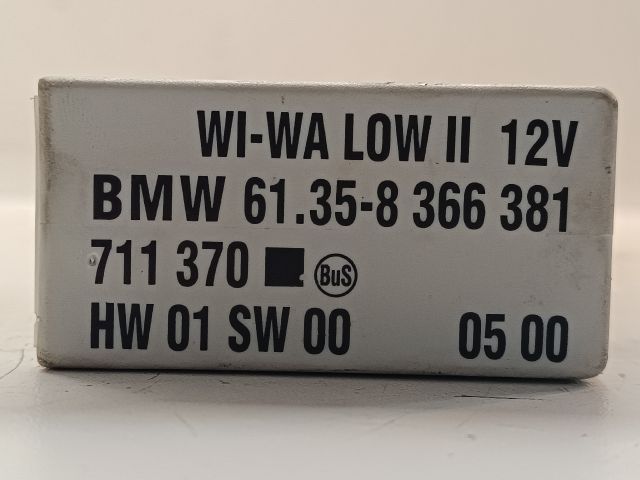 WI-WA LOW II 12V
BMW 61.35-8 366 381
711 370 BuS
HW 01 SW 00 05 00